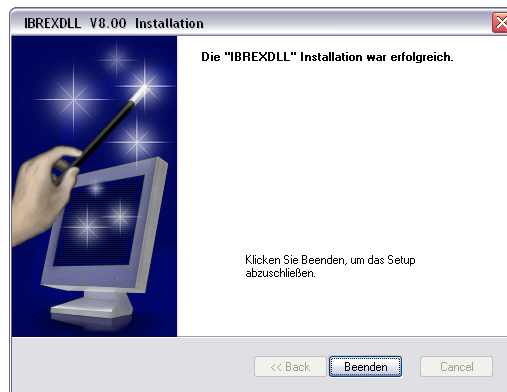 IBREXDLL V8.00 Installation
Die "IBREXDLL" Installation war erfolgreich.
Klicken Sie Beenden, um das Setup
abzuschließen.
<< Back
Beenden
Cancel